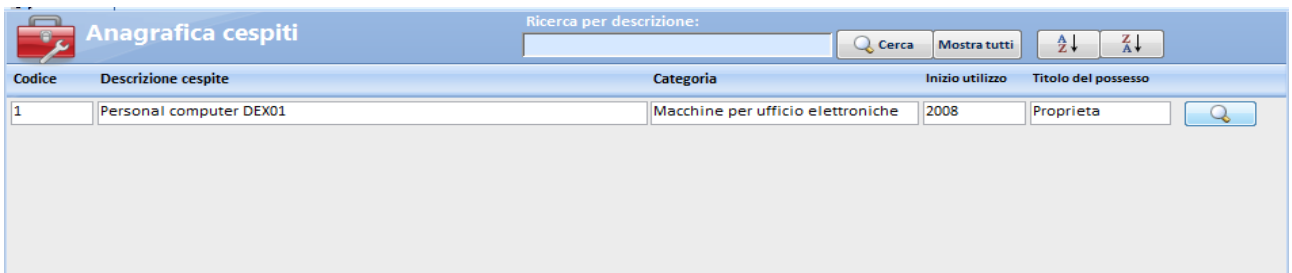 Ricerca per descrizione:
Anagrafica cespiti
Cerca Mostra tutti
Codice Descrizione cespite Categoria Inizio utilizzo Titolo del possesso
1 Personal computer DEX01 Macchine per ufficio elettroniche 2008 Proprieta